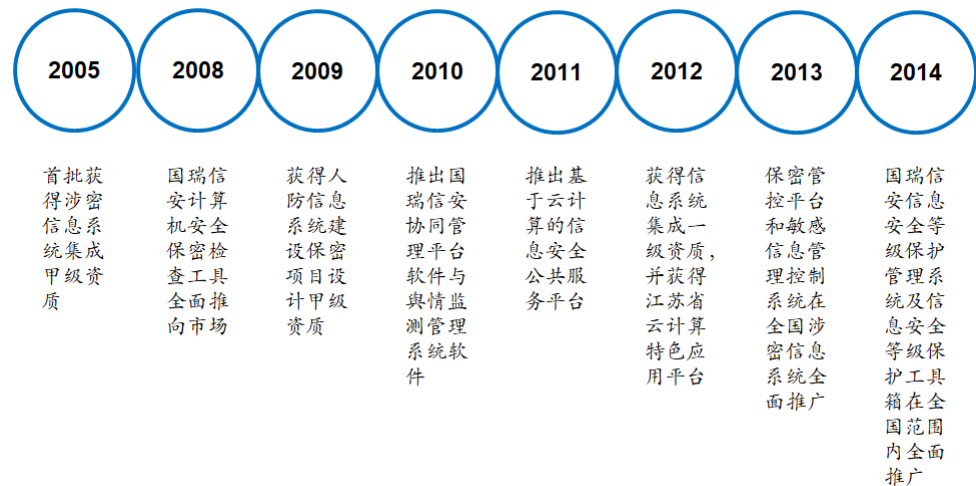 2005
2008
2009
2010
2011
2012
2013
2014
首批获
得涉密
信息系
统集成
甲级资
质
国瑞信
安计算
机安全
保密检
查工具
全面推
向市场
获得人
防信息
系统建
设保密
项目设
计甲级
资质
推出国
瑞信安
协同管
理平台
软件与
舆情监
测管理
系统软
件
推出基
于云计
算的信
息安全
公共服
务平台
获得信
息系统
集成一
级资质，
并获得
江苏省
云计算
特色应
用平台
保密管
控平台
和敏感
信息管
理控制
系统在
全国涉
密信息
系统全
面推广
国瑞信
安信息
安全等
级保护
管理系
统及信
息安全
等级保
护工具
箱在全
国范围
内全面
推广